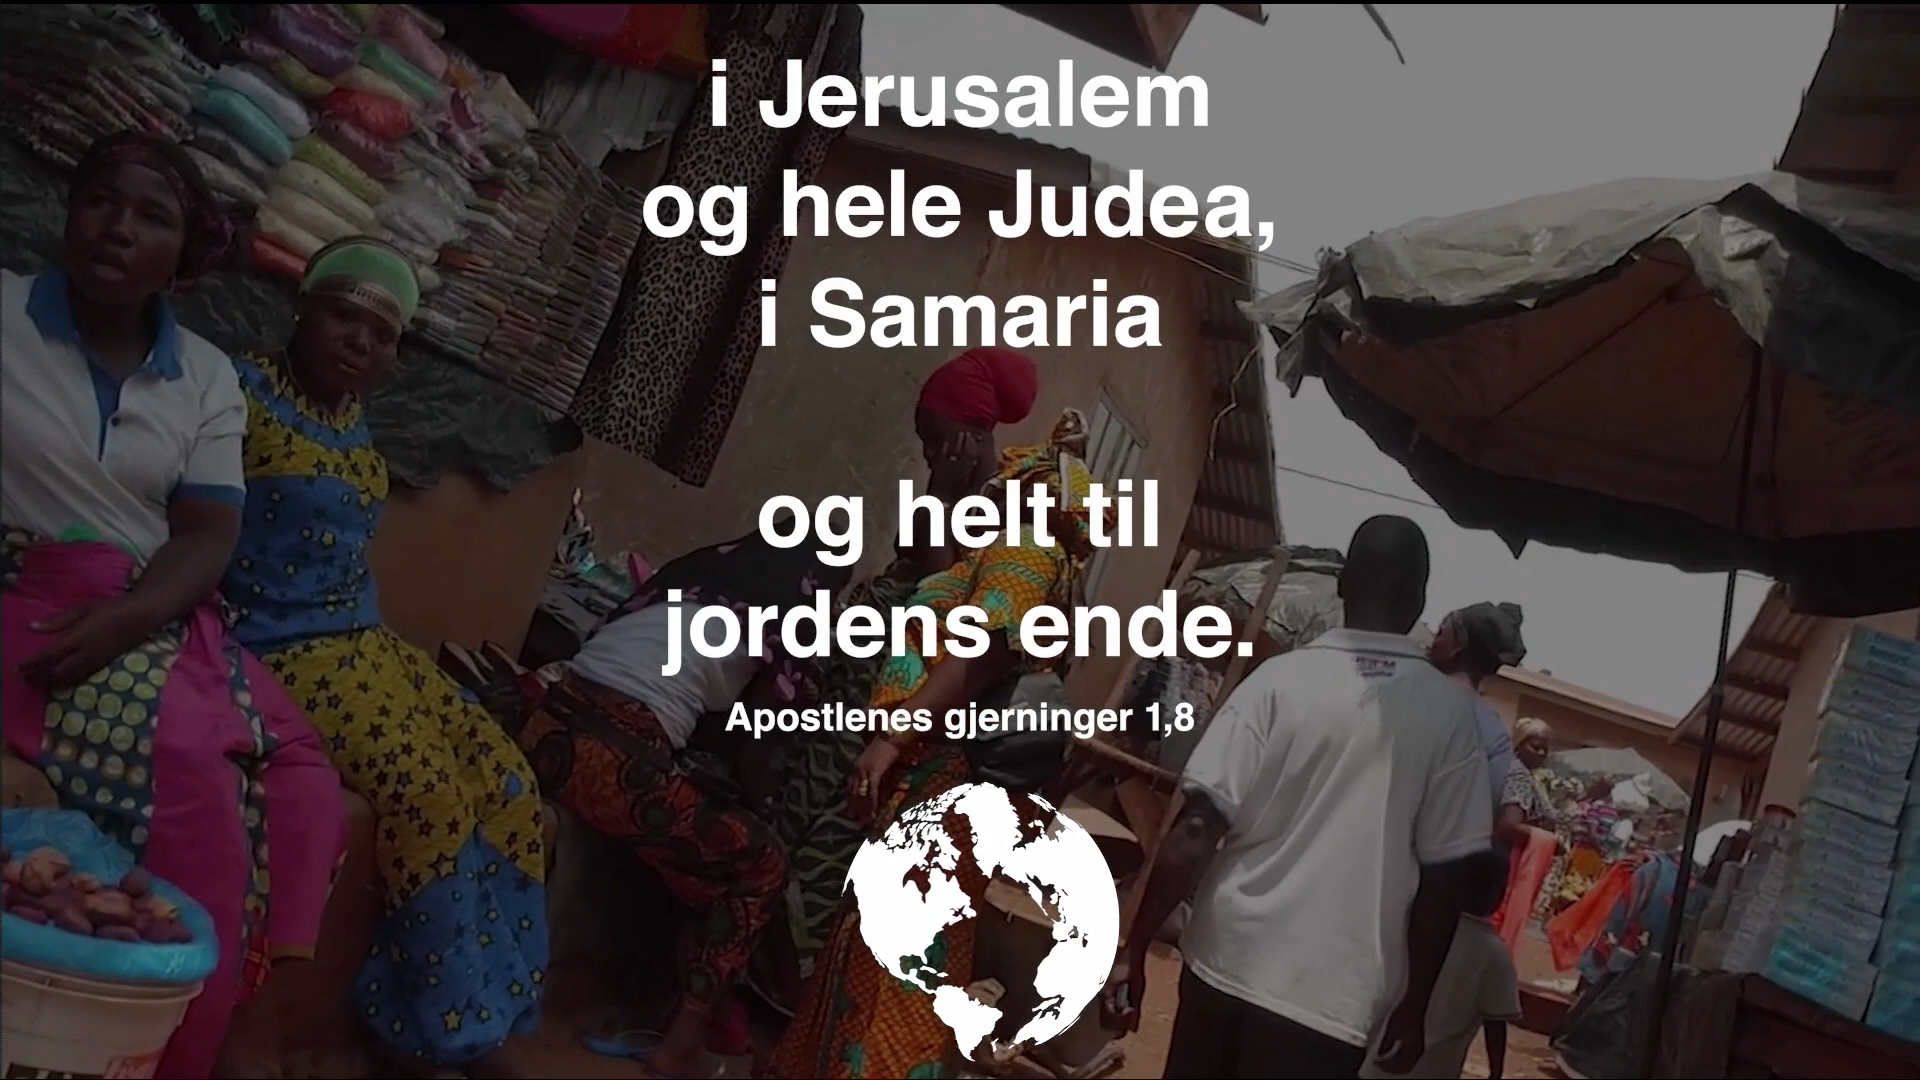 i Jerusalem
og hele Judea,
i Samaria
og helt til
jordens ende.
Apostlenes gjerninger 1,8